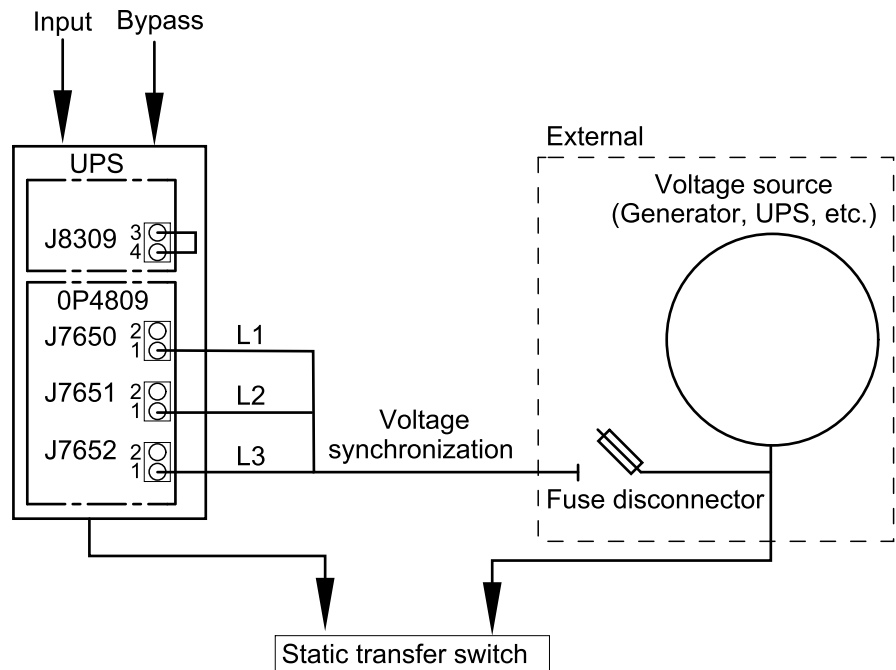 Input Bypass
UPS
J8309 3
4
0P4809
J7650 2
1
L1
J7651 2
1
L2
J7652 2
1
L3
Voltage
synchronization
External
Voltage source
(Generator, UPS, etc.)
Fuse disconnector
Static transfer switch